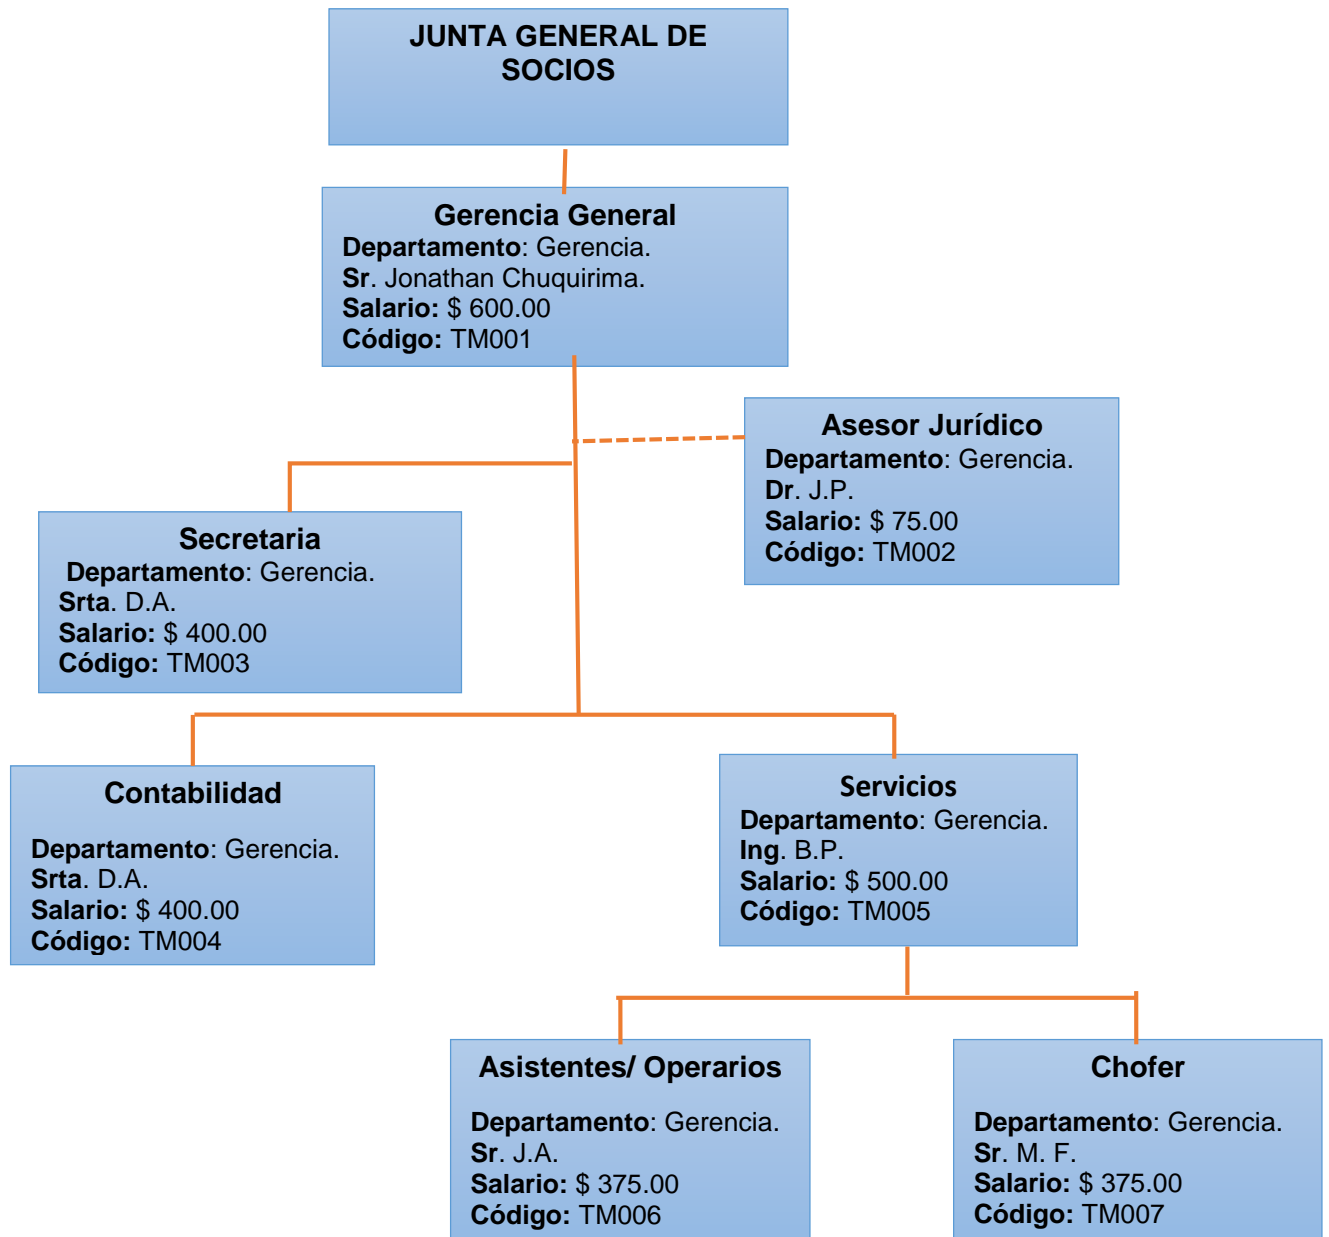 JUNTA GENERAL DE
SOCIOS
Gerencia General
Departamento: Gerencia.
Sr. Jonathan Chuquirima.
Salario: $ 600.00
Código: TM001
Asesor Jurídico
Departamento: Gerencia.
Dr. J.P.
Salario: $ 75.00
Código: TM002
Secretaria
Departamento: Gerencia.
Srta. D.A.
Salario: $ 400.00
Código: TM003
Contabilidad
Departamento: Gerencia.
Srta. D.A.
Salario: $ 400.00
Código: TM004
Servicios
Departamento: Gerencia.
Ing. B.P.
Salario: $ 500.00
Código: TM005
Asistentes/ Operarios
Departamento: Gerencia.
Sr. J.A.
Salario: $ 375.00
Código: TM006
Chofer
Departamento: Gerencia.
Sr. M. F.
Salario: $ 375.00
Código: TM007